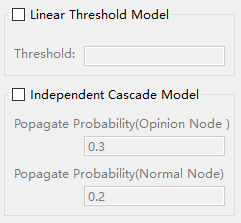 Linear Threshold Model
Threshold:
Independent Cascade Model
Popagate Probability(Opinion Node )
0.3
Popagate Probability(Normal Node)
0.2